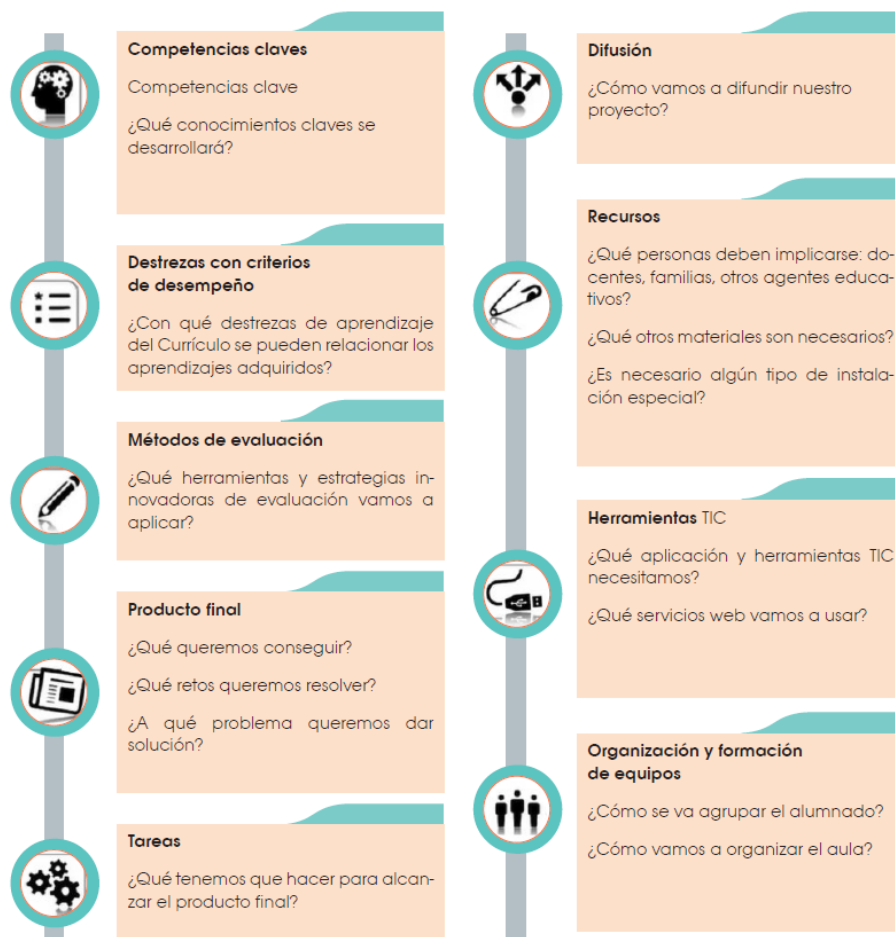 Competencias claves
Competencias clave
¿Qué conocimientos claves se
desarrollará?
Destrezas con criterios
de desempeño
¿Con qué destrezas de aprendizaje
del Currículo se pueden relacionar los
aprendizajes adquiridos?
Métodos de evaluación
¿Qué herramientas y estrategias in-
novadoras de evaluación vamos a
aplicar?
Producto final
¿Qué queremos conseguir?
¿Qué retos queremos resolver?
¿A qué problema queremos dar
solución?
Tareas
¿Qué tenemos que hacer para alcan-
zar el producto final?
Difusión
¿Cómo vamos a difundir nuestro
proyecto?
Recursos
¿Qué personas deben implicarse: do-
centes, familias, otros agentes educa-
tivos?
¿Qué otros materiales son necesarios?
¿Es necesario algún tipo de instala-
ción especial?
Herramientas TIC
¿Qué aplicación y herramientas TIC
necesitamos?
¿Qué servicios web vamos a usar?
Organización y formación
de equipos
¿Cómo se va agrupar el alumnado?
¿Cómo vamos a organizar el aula?